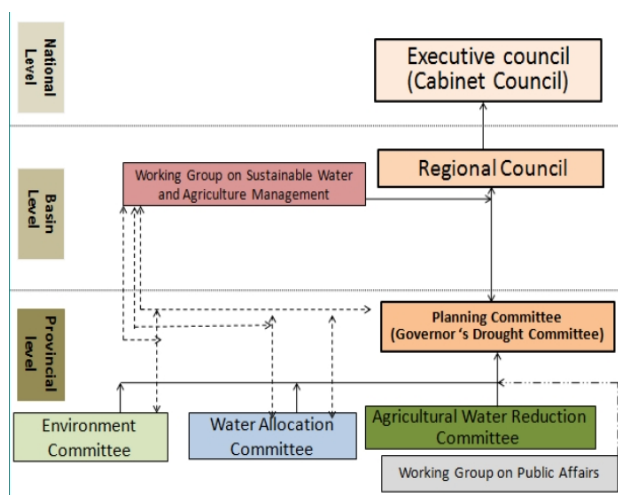 National
Level
Executive council
(Cabinet Council)
Basin
Level
Working Group on Sustainable Water
and Agriculture Management
Regional Council
Provincial
level
Planning Committee
(Governor 's Drought Committee)
Environment
Committee
Water Allocation
Committee
Agricultural Water Reduction
Committee
Working Group on Public Affairs